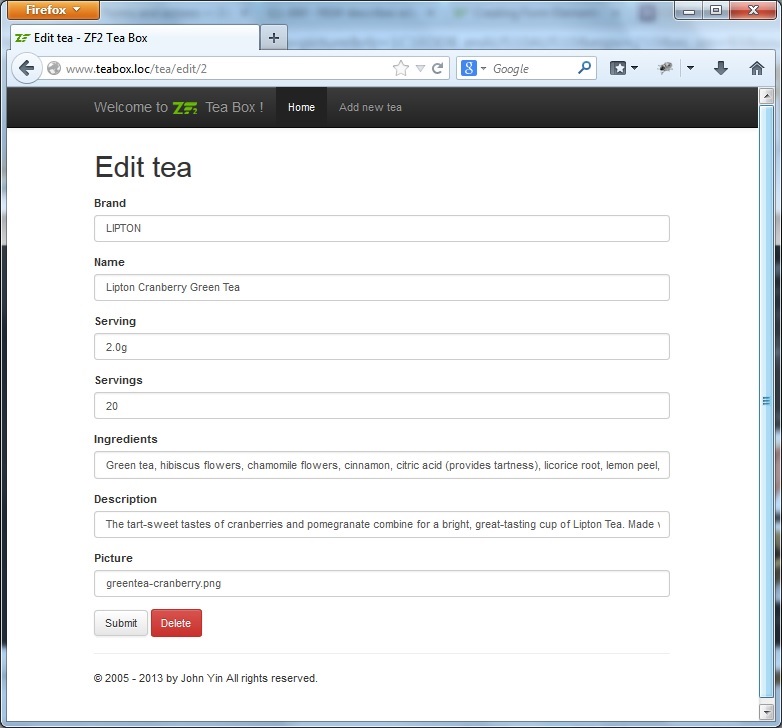 Firefox
Edit tea - ZF2 Tea Box
www.teabox.loc/tea/edit/2
Google
Welcome to ZF2 Tea Box ! Home Add new tea
Edit tea
Brand
LIPTON
Name
Lipton Cranberry Green Tea
Serving
2.0g
Servings
20
Ingredients
Green tea, hibiscus flowers, chamomile flowers, cinnamon, citric acid (provides tartness), licorice root, lemon peel,
Description
The tart-sweet tastes of cranberries and pomegranate combine for a bright, great-tasting cup of Lipton Tea. Made
Picture
greentea-cranberry.png
Submit Delete
© 2005 - 2013 by John Yin All rights reserved.